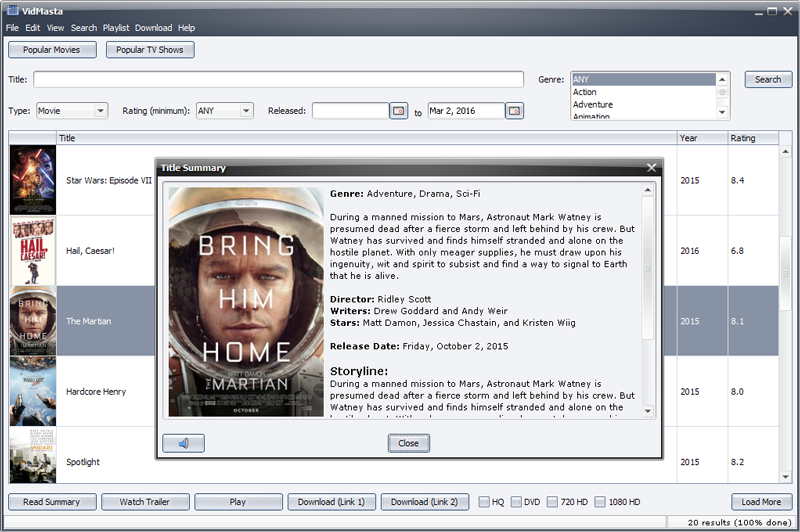 VidMasta
File Edit View Search Playlist Download Help
Popular Movies Popular TV Shows
Title: Genre: ANY Search
Action
Adventure
Animation
Type: Movie Rating (minimum): ANY Released: to Mar 2, 2016
Title Year Rating
Star Wars: Episode VII 2015 8.4
Hail, Caesar! 2016 6.8
The Martian 2015 8.1
Hardcore Henry 2015 8.0
Spotlight 2015 8.2
HAIL,
CAESAR!
BRING
HIM
HOME
SPOTLIGHT
Title Summary
BRING
HIM
HOME
MATT DAMON
THE MARTIAN
OCTOBER
Genre: Adventure, Drama, Sci-Fi
During a manned mission to Mars, Astronaut Mark Watney is
presumed dead after a fierce storm and left behind by his crew. But
Watney has survived and finds himself stranded and alone on the
hostile planet. With only meager supplies, he must draw upon his
ingenuity, wit and spirit to subsist and find a way to signal to Earth
that he is alive.
Director: Ridley Scott
Writers: Drew Goddard and Andy Weir
Stars: Matt Damon, Jessica Chastain, and Kristen Wiig
Release Date: Friday, October 2, 2015
Storyline:
During a manned mission to Mars, Astronaut Mark Watney is
presumed dead after a fierce storm and left behind by his crew. But
Watney has survived and finds himself stranded and alone on the
Close
Read Summary Watch Trailer Play Download (Link 1) Download (Link 2) HQ DVD 720 HD 1080 HD Load More
20 results (100% done)